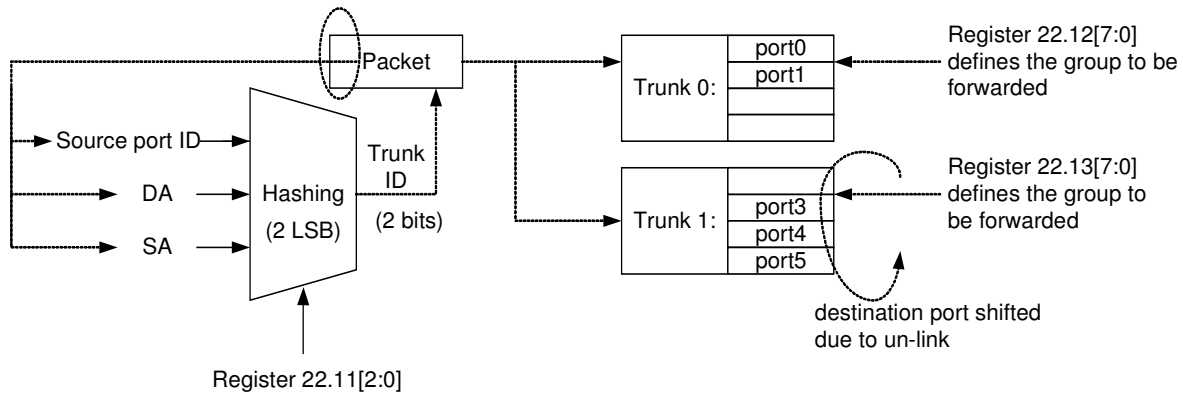 Packet
Source port ID
DA
SA
Hashing
(2 LSB)
Trunk
ID
(2 bits)
Register 22.11[2:0]
Trunk 0:
port0
port1
Register 22.12[7:0]
defines the group to be
forwarded
Trunk 1:
port3
port4
port5
Register 22.13[7:0]
defines the group to
be forwarded
destination port shifted
due to un-link